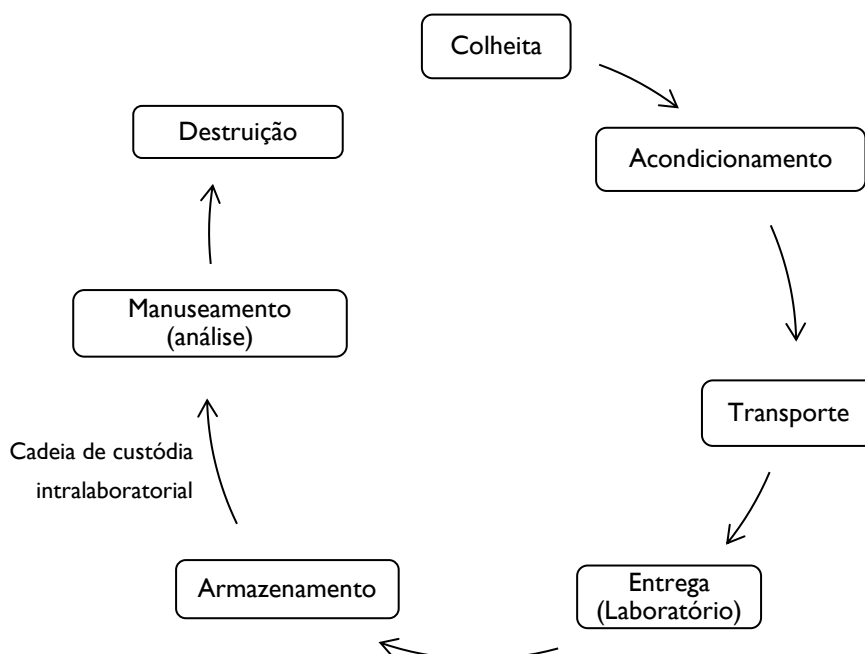 Colheita
Acondicionamento
Transporte
Entrega
(Laboratório)
Armazenamento
Cadeia de custódia
intralaboratorial
Manuseamento
(análise)
Destruição